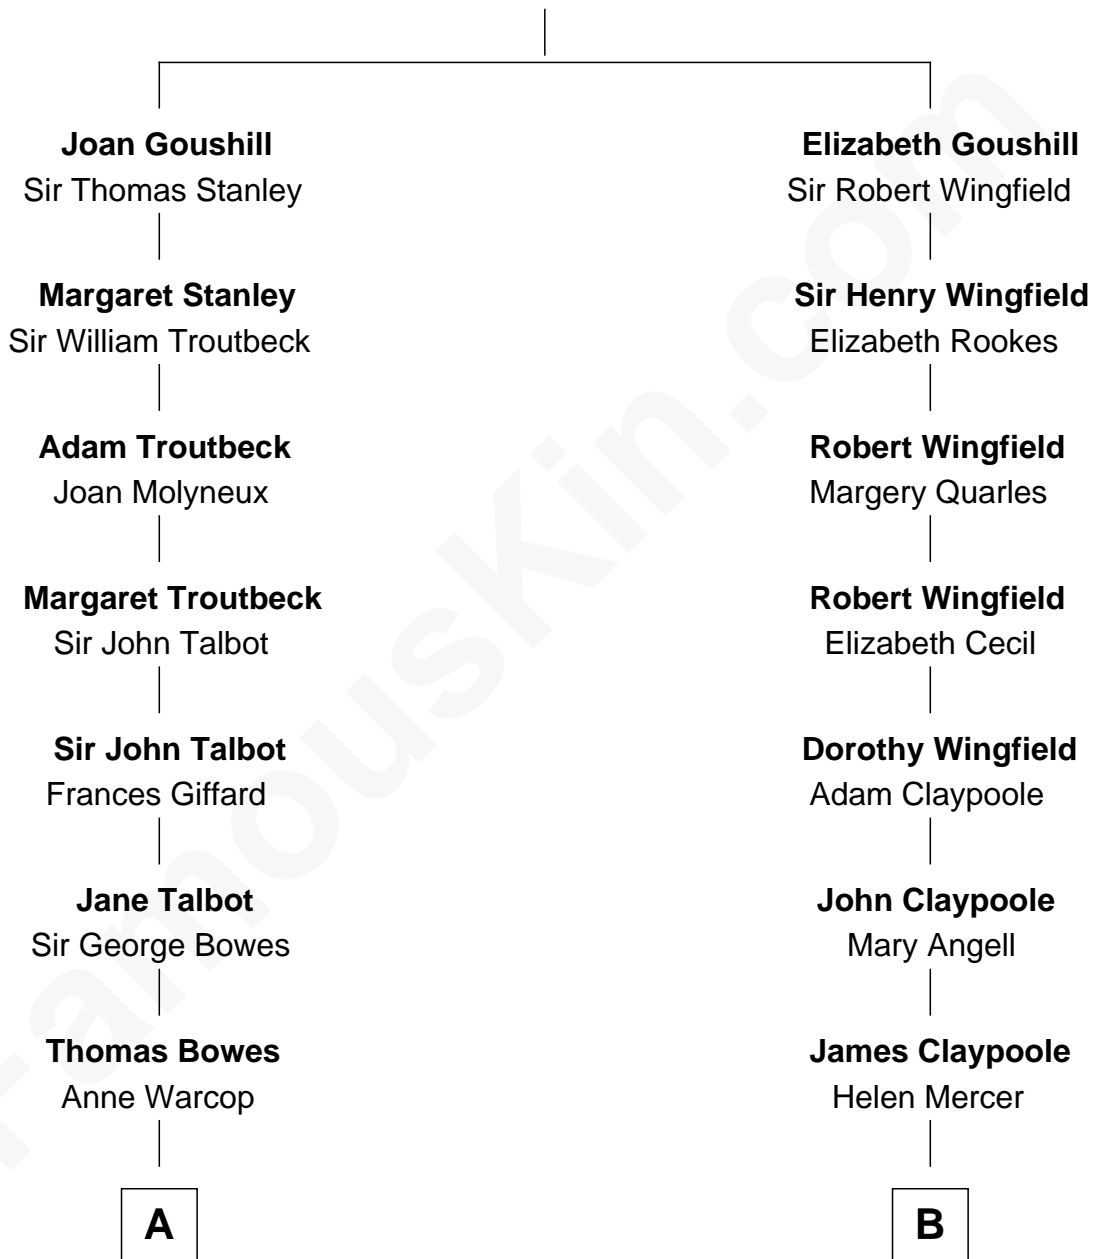 Joan Goushill
Sir Thomas Stanley
Margaret Stanley
Sir William Troutbeck
Adam Troutbeck
Joan Molyneux
Margaret Troutbeck
Sir John Talbot
Sir John Talbot
Frances Giffard
Jane Talbot
Sir George Bowes
Thomas Bowes
Anne Warcop
A
Elizabeth Goushill
Sir Robert Wingfield
Sir Henry Wingfield
Elizabeth Rookes
Robert Wingfield
Margery Quarles
Robert Wingfield
Elizabeth Cecil
Dorothy Wingfield
Adam Claypoole
John Claypoole
Mary Angell
James Claypoole
Helen Mercer
B
FamousKin.com